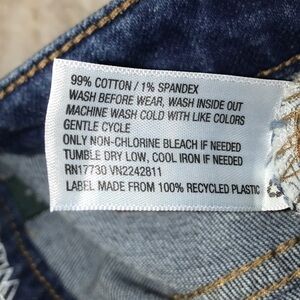 99% COTTON / 1% SPANDEX
WASH BEFORE WEAR, WASH INSIDE OUT
MACHINE WASH COLD WITH LIKE COLORS
GENTLE CYCLE
ONLY NON-CHLORINE BLEACH IF NEEDED
TUMBLE DRY LOW, COOL IRON IF NEEDED
RN17730 VN2242811
LABEL MADE FROM 100% RECYCLED PLASTIC